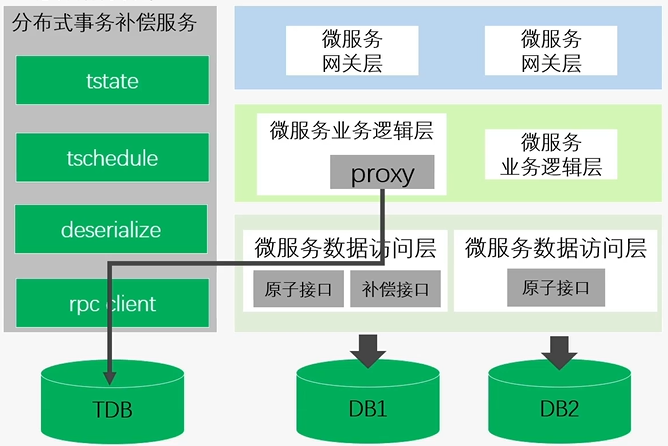 分布式事务补偿服务
tstate
tschedule
deserialize
rpc client
TDB
微服务
网关层
微服务
网关层
微服务业务逻辑层
proxy
微服务
业务逻辑层
微服务数据访问层
原子接口
补偿接口
微服务数据访问层
原子接口
DB1
DB2